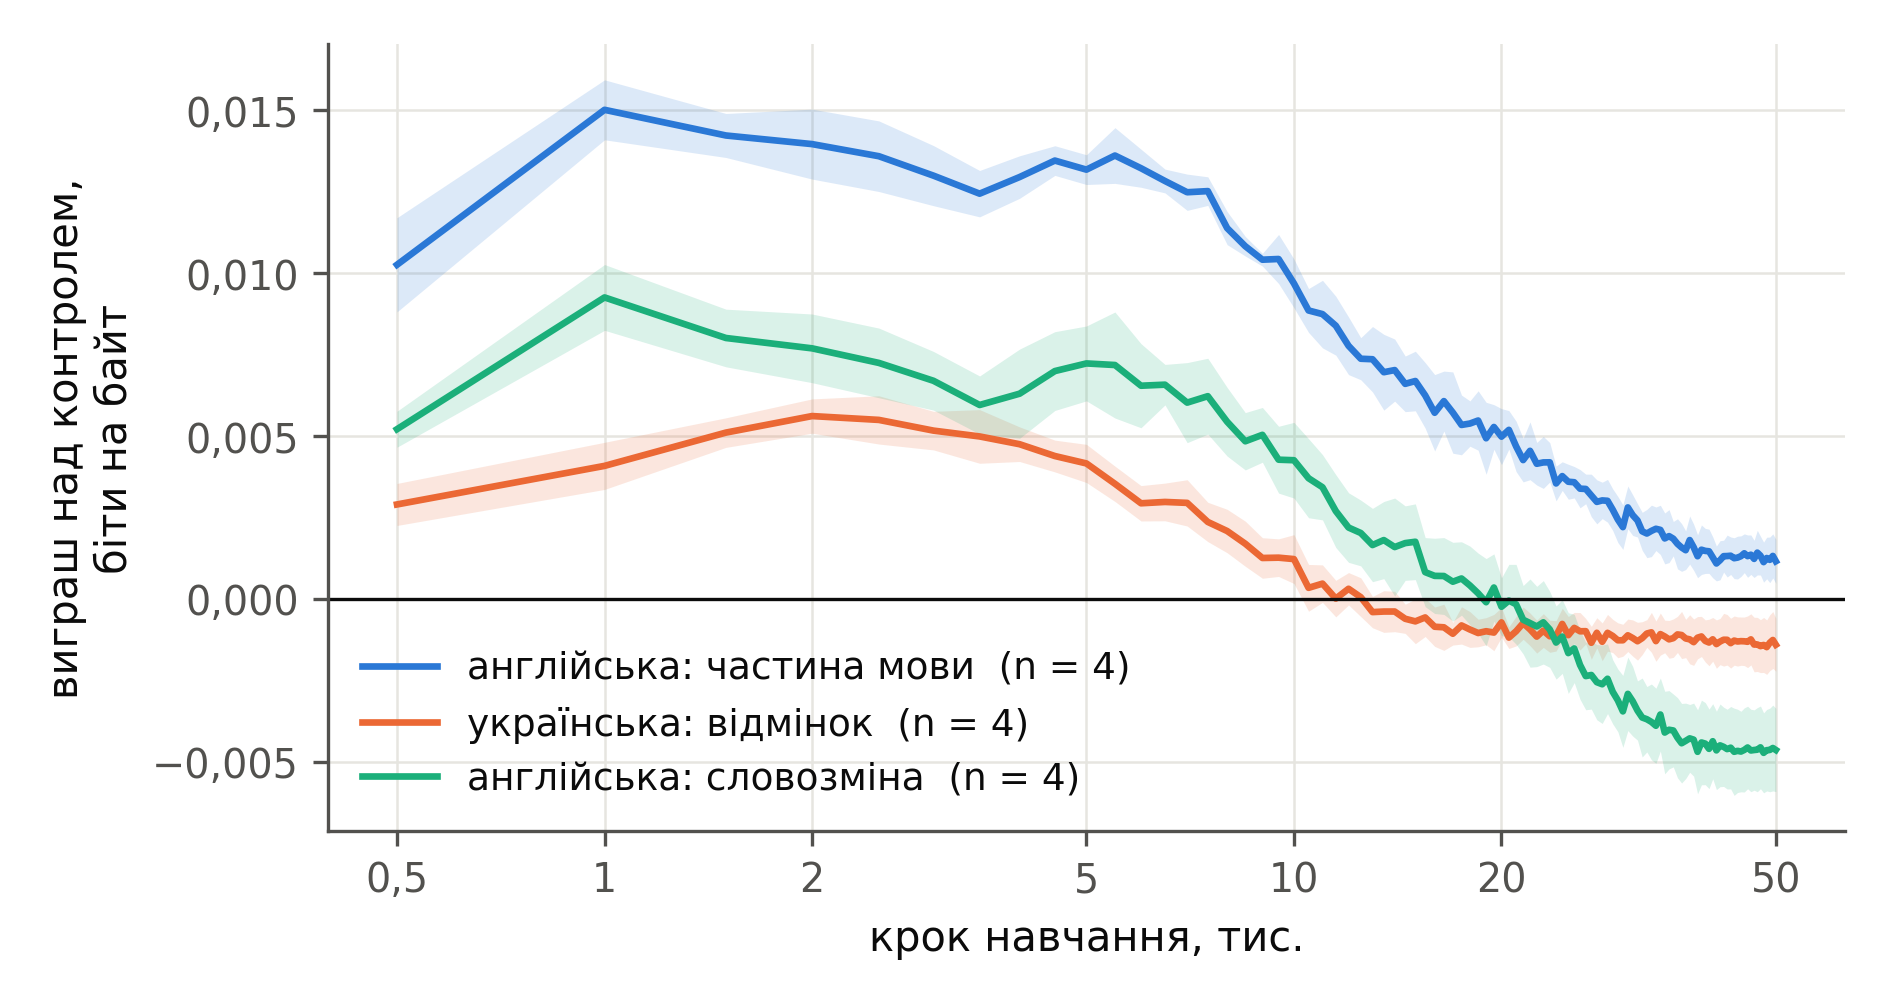 0,015
0,010
0,005
0,000
−0,005
виграш над контролем,
біти на байт
англійська: частина мови (n = 4)
українська: відмінок (n = 4)
англійська: словозміна (n = 4)
0,5 1 2 5 10 20 50
крок навчання, тис.